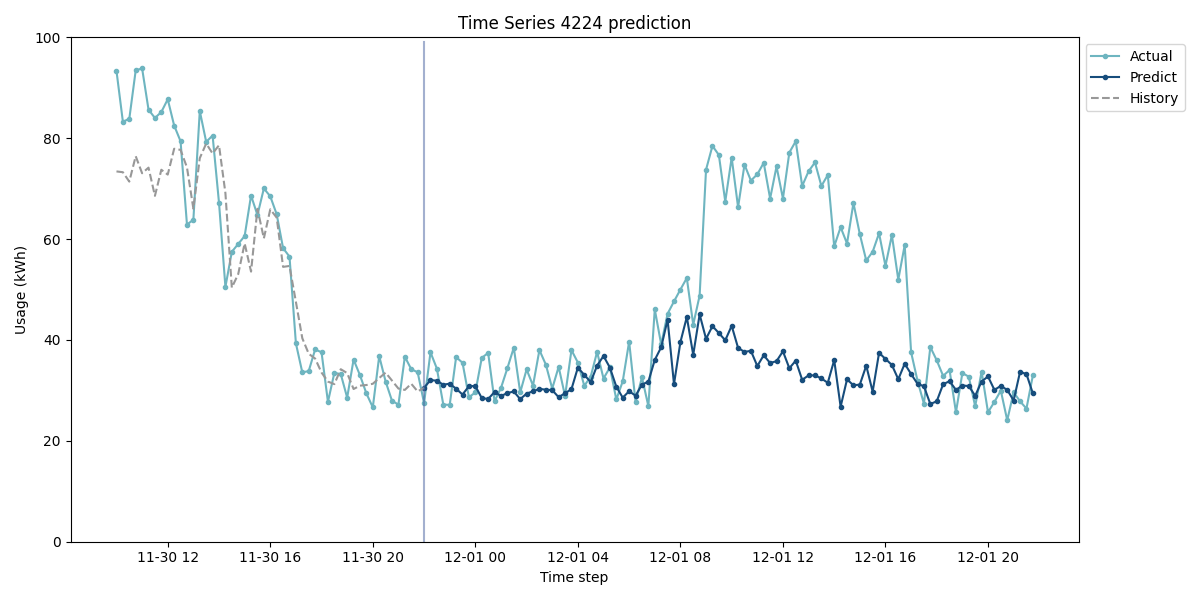 Time Series 4224 prediction
Usage (kWh)
100
80
60
40
20
0
11-30 12
11-30 16
11-30 20
12-01 00
12-01 04
12-01 08
12-01 12
12-01 16
12-01 20
Time step
Actual
Predict
History